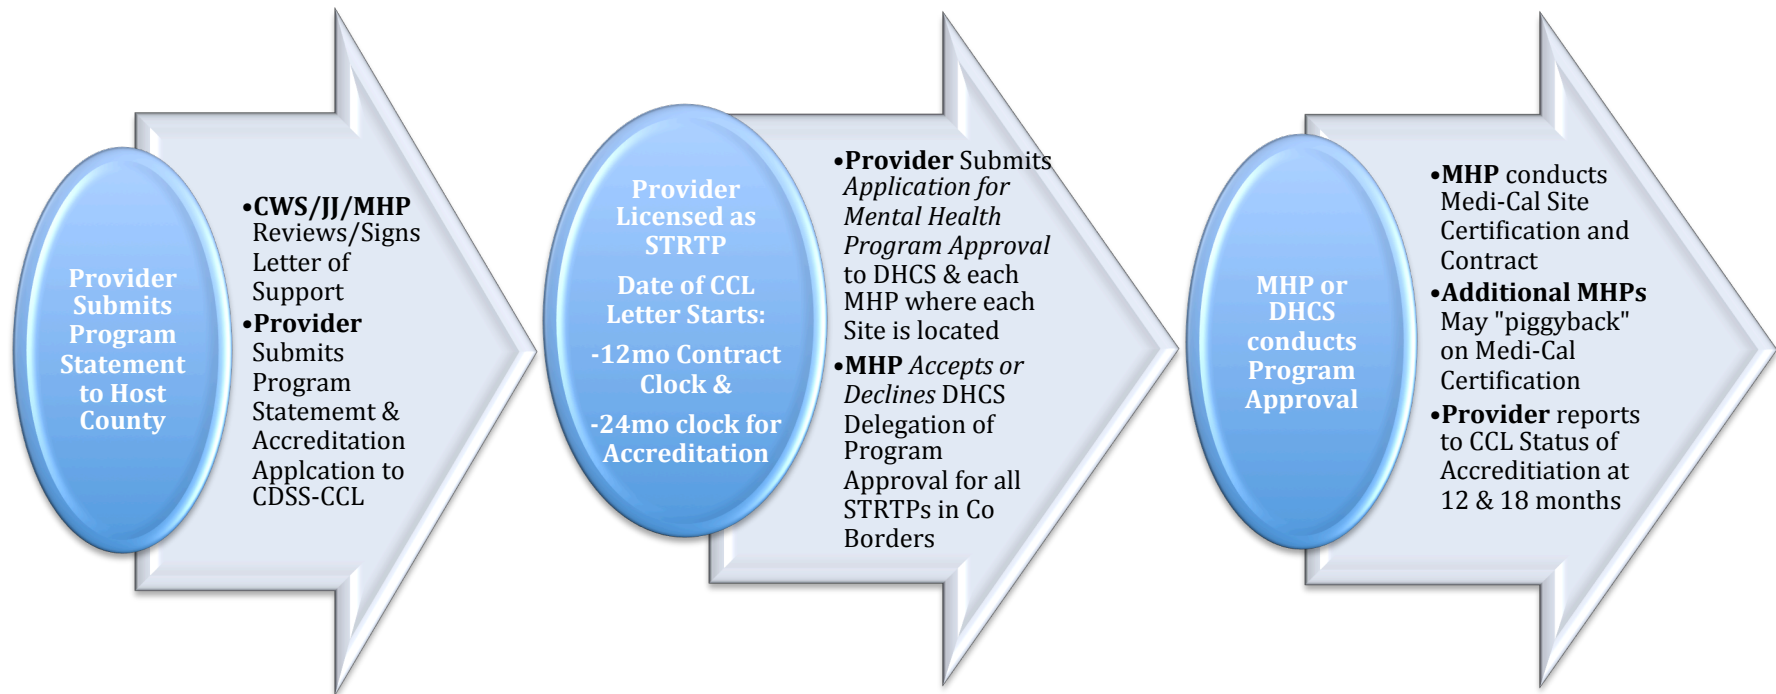 Provider
Submits
Program
Statement
to Host
County
•CWS/JJ/MHP
Reviews/Signs
Letter of
Support
•Provider
Submits
Program
Statememt &
Accreditation
Applcation to
CDSS-CCL
Provider
Licensed as
STRTP
Date of CCL
Letter Starts:
-12mo Contract
Clock &
-24mo clock for
Accreditation
•Provider Submits
Application for
Mental Health
Program Approval
to DHCS & each
MHP where each
Site is located
•MHP Accepts or
Declines DHCS
Delegation of
Program
Approval for all
STRTPs in Co
Borders
MHP or
DHCS
conducts
Program
Approval
•MHP conducts
Medi-Cal Site
Certification and
Contract
•Additional MHPs
May "piggyback"
on Medi-Cal
Certification
•Provider reports
to CCL Status of
Accreditiation at
12 & 18 months